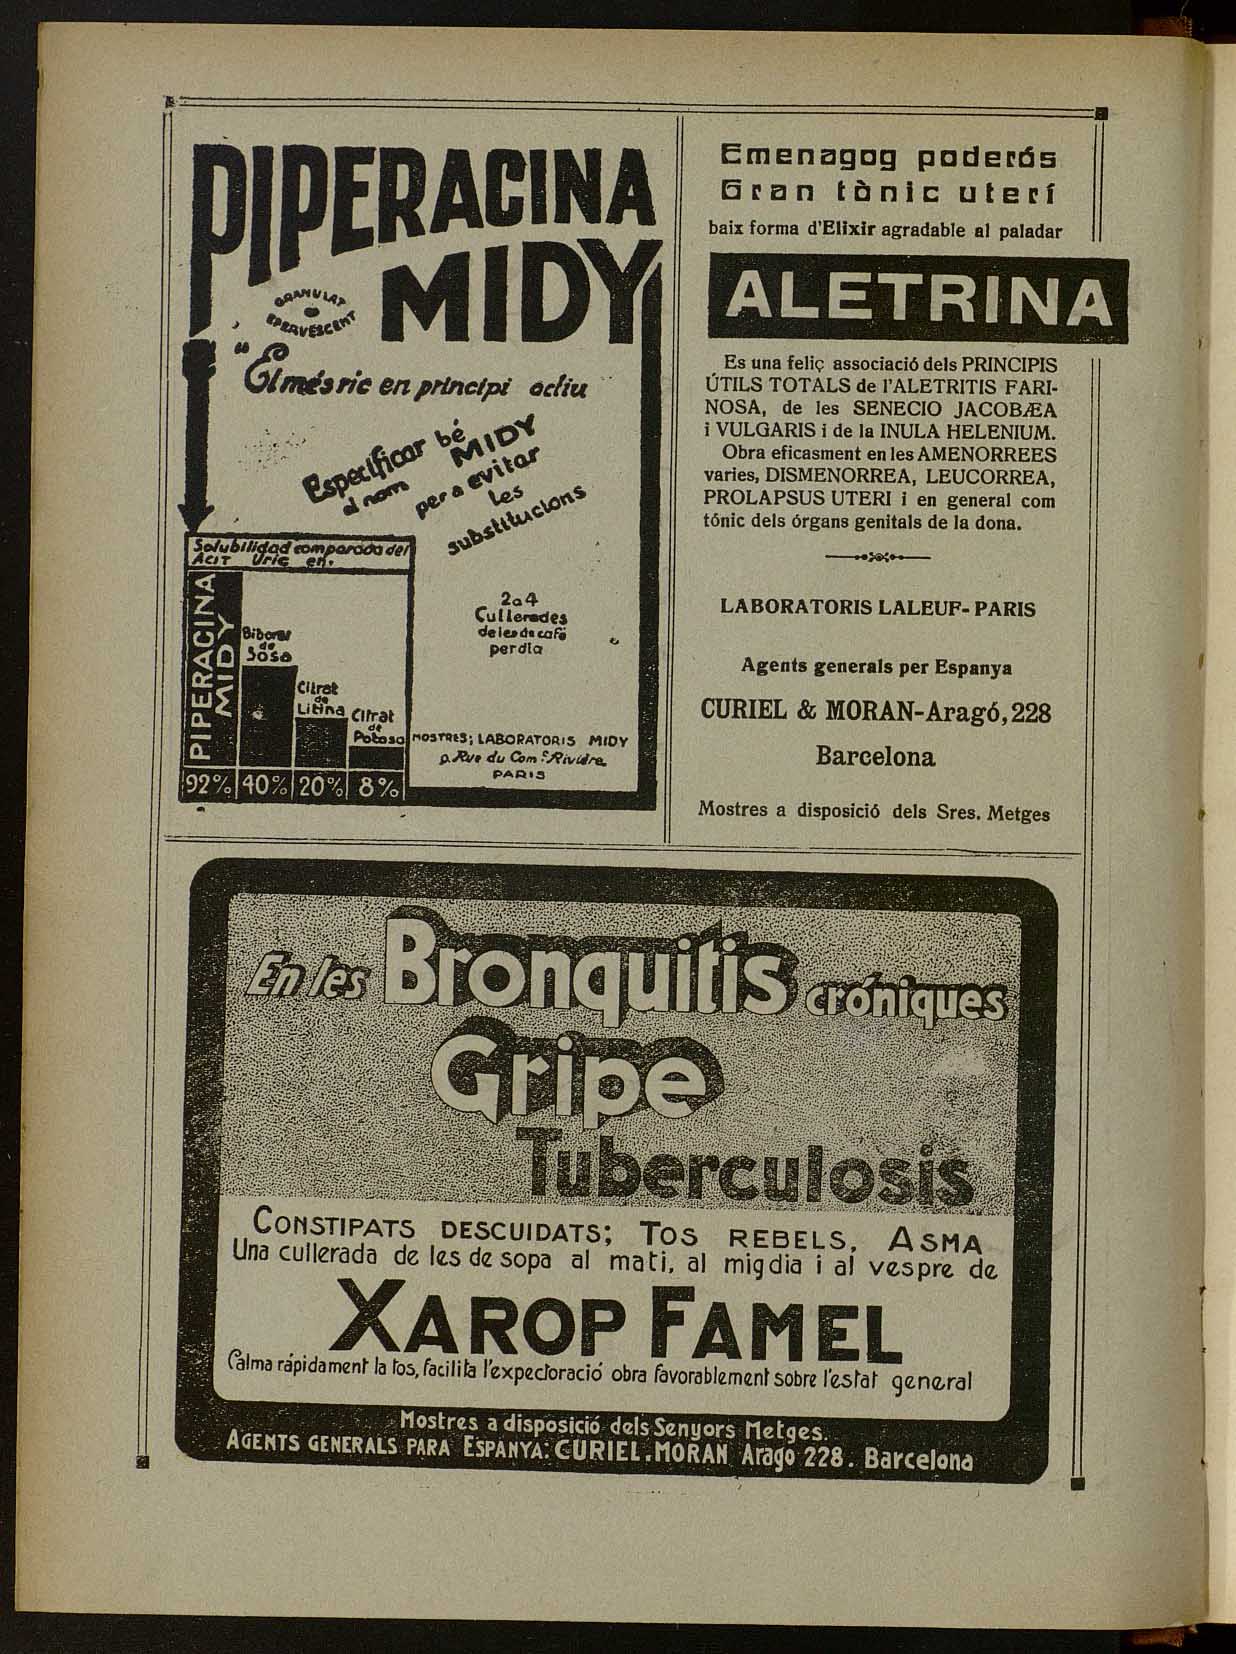 PIPERACINA
MIDY
GRANULAT
EFERVESCENT
"El més ric en principi actiu
Especificar bé
el nom MIDY
per a evitar
les
substitucions
Solubilidad comparada del
ACIT Uric en.
PIPERACINA
MIDY
Biborat
de
Sosa
Citrat
de
Litina
Citrat
de
Potasa
92% 40% 20% 8%
2 a 4
Cullerades
de les de café
per dia
MOSTRES; LABORATORIS MIDY
9. Rue du Com.t Rivière
PARIS
Emenagog poderós
Gran tònic uterí
baix forma d'Elixir agradable al paladar
ALETRINA
Es una feliç associació dels PRINCIPIS
ÚTILS TOTALS de l'ALETRITIS FARI-
NOSA, de les SENECIO JACOBÆA
i VULGARIS i de la INULA HELENIUM.
Obra eficasment en les AMENORREES
varies, DISMENORREA, LEUCORREA,
PROLAPSUS UTERI i en general com
tónic dels órgans genitals de la dona.
LABORATORIS LALEUF-PARIS
Agents generals per Espanya
CURIEL & MORAN-Aragó, 228
Barcelona
Mostres a disposició dels Sres. Metges
En les Bronquitis cróniques
Gripe
Tuberculosis
CONSTIPATS DESCUIDATS; TOS REBELS, ASMA
Una cullerada de les de sopa al mati, al migdia i al vespre de
XAROP FAMEL
Calma rápidament la tos, facilita l'expectoració obra favorablement sobre l'estat general
Mostres a disposició dels Senyors Metges.
AGENTS GENERALS PARA ESPANYA: CURIEL, MORAN Arago 228. Barcelona